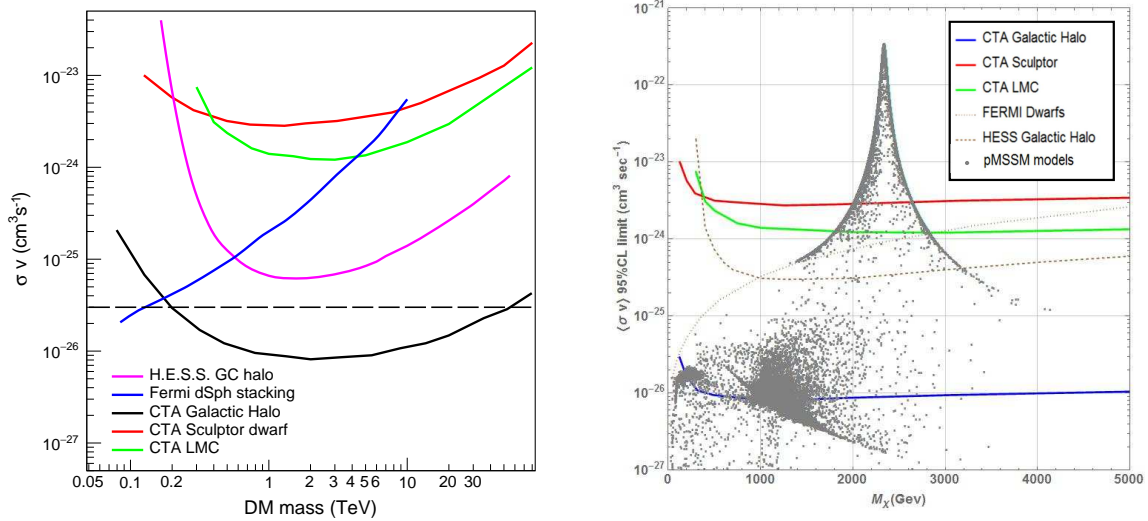 10⁻²³
10⁻²⁴
10⁻²⁵
10⁻²⁶
10⁻²⁷
σ v (cm³s⁻¹)
H.E.S.S. GC halo
Fermi dSph stacking
CTA Galactic Halo
CTA Sculptor dwarf
CTA LMC
0.05 0.1 0.2 1 2 3 4 5 6 10 20 30
DM mass (TeV)
10⁻²¹
10⁻²²
10⁻²³
10⁻²⁴
10⁻²⁵
10⁻²⁶
10⁻²⁷
⟨σ v⟩ 95%CL limit (cm³ sec⁻¹)
CTA Galactic Halo
CTA Sculptor
CTA LMC
FERMI Dwarfs
HESS Galactic Halo
pMSSM models
0 1000 2000 3000 4000 5000
Mχ(Gev)